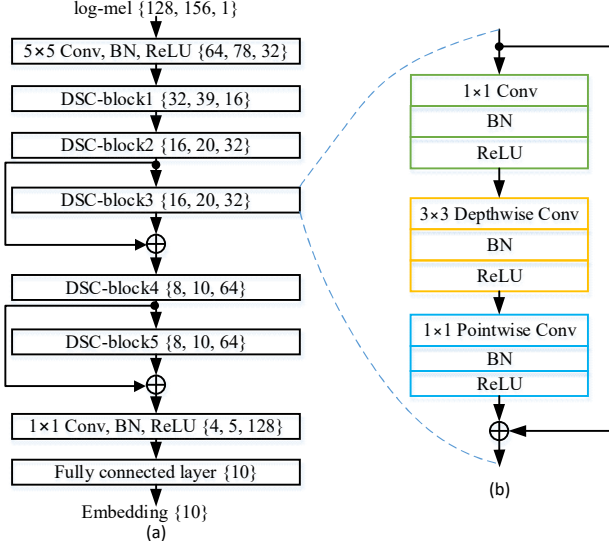 log-mel {128, 156, 1}
5×5 Conv, BN, ReLU {64, 78, 32}
DSC-block1 {32, 39, 16}
DSC-block2 {16, 20, 32}
DSC-block3 {16, 20, 32}
DSC-block4 {8, 10, 64}
DSC-block5 {8, 10, 64}
1×1 Conv, BN, ReLU {4, 5, 128}
Fully connected layer {10}
Embedding {10}
(a)
1×1 Conv
BN
ReLU
3×3 Depthwise Conv
BN
ReLU
1×1 Pointwise Conv
BN
ReLU
(b)